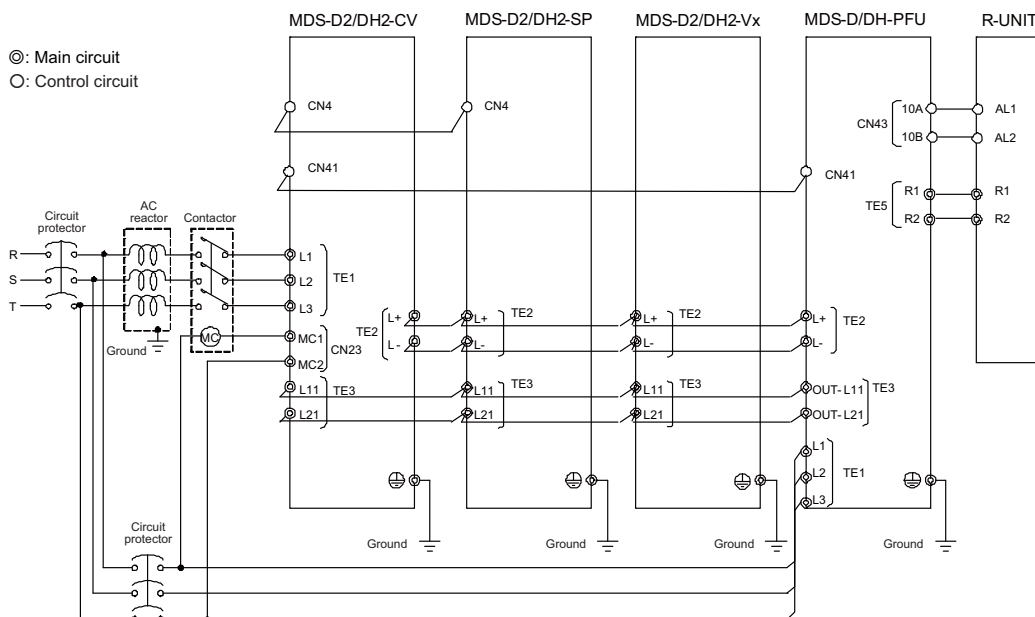 MDS-D2/DH2-CV MDS-D2/DH2-SP MDS-D2/DH2-Vx MDS-D/DH-PFU R-UNIT
◎: Main circuit
○: Control circuit
CN4 CN4
CN43 10A AL1
10B AL2
CN41 CN41
TE5 R1 R1
R2 R2
Circuit
protector
AC
reactor
Contactor
R L1
S L2 TE1
T L3
Ground
MC MC1 CN23
MC2
TE2 L+ L+ TE2 L+ TE2 L+ TE2
L- L- L- L-
L11 TE3 L11 TE3 L11 TE3 OUT-L11 TE3
L21 L21 L21 OUT-L21
L1
L2 TE1
L3
Ground Ground Ground Ground
Circuit
protector